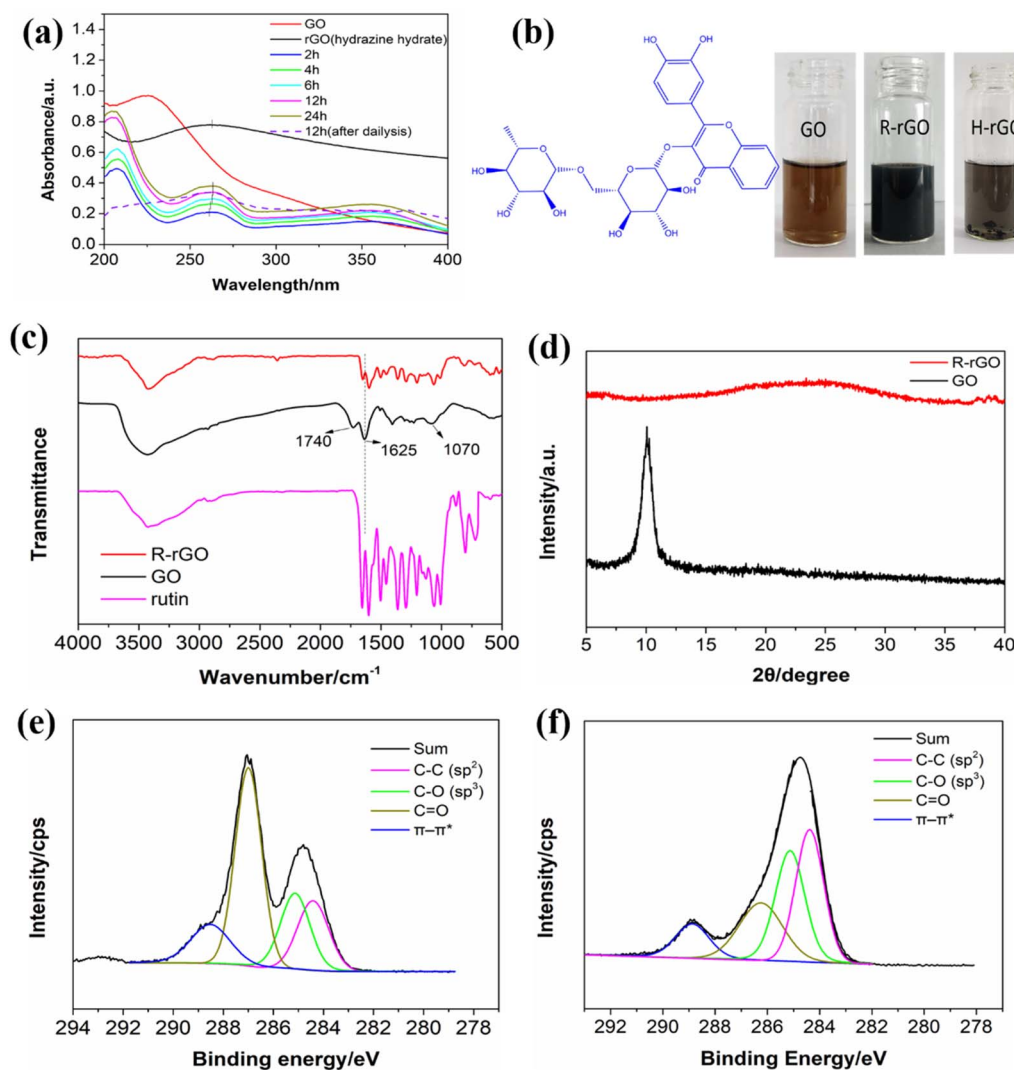 (a)
GO
rGO(hydrazine hydrate)
2h
4h
6h
12h
24h
12h(after dailysis)
Absorbance/a.u.
1.4
1.2
1.0
0.8
0.6
0.4
0.2
0.0
200 250 300 350 400
Wavelength/nm
(b)
OH
HO
O
O
O
O
O
O
O
HO
HO
OH
OH
OH
HO
OH
GO
R-rGO
H-rGO
(c)
Transmittance
1740
1625
1070
R-rGO
GO
rutin
4000 3500 3000 2500 2000 1500 1000 500
Wavenumber/cm⁻¹
(d)
R-rGO
GO
Intensity/a.u.
5 10 15 20 25 30 35 40
2θ/degree
(e)
Sum
C-C (sp²)
C-O (sp³)
C=O
π–π*
Intensity/cps
294 292 290 288 286 284 282 280 278
Binding energy/eV
(f)
Sum
C-C (sp²)
C-O (sp³)
C=O
π–π*
Intensity/cps
292 290 288 286 284 282 280 278
Binding Energy/eV